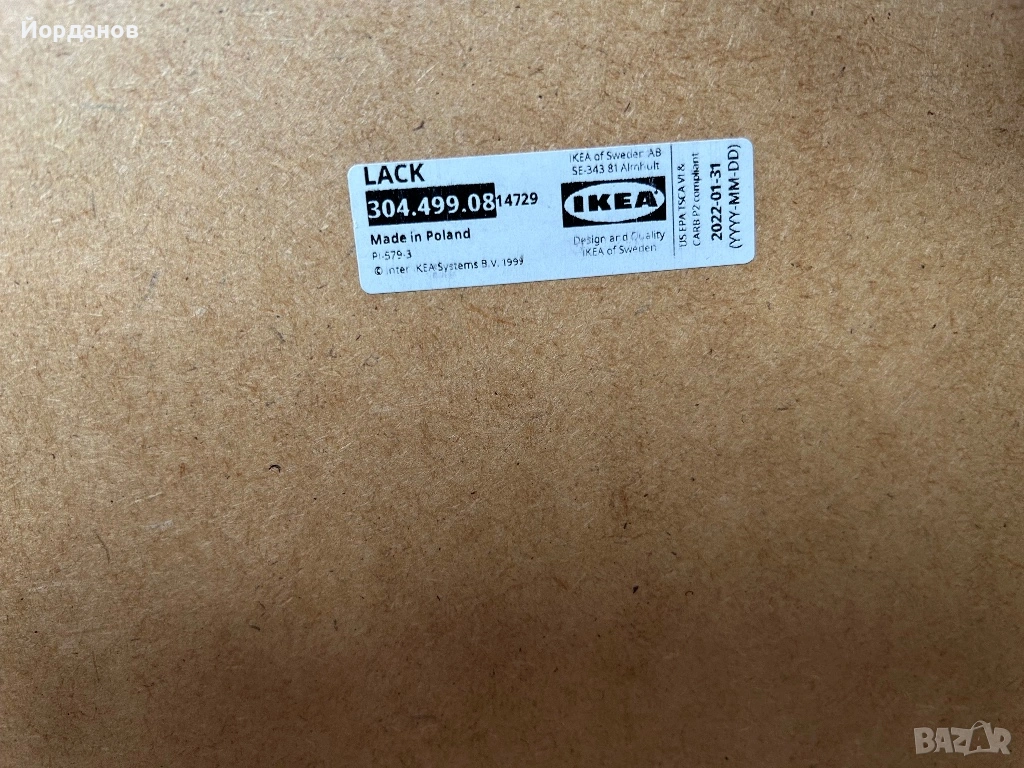 Йорданов
LACK
304.499.08 14729
Made in Poland
PI-579-3
© Inter IKEA Systems B.V. 1999
IKEA of Sweden AB
SE-343 81 Älmhult
IKEA
Design and Quality
IKEA of Sweden
US EPA TSCA VI &
CARB P2 compliant
2022-01-31
(YYYY-MM-DD)
BAZAR